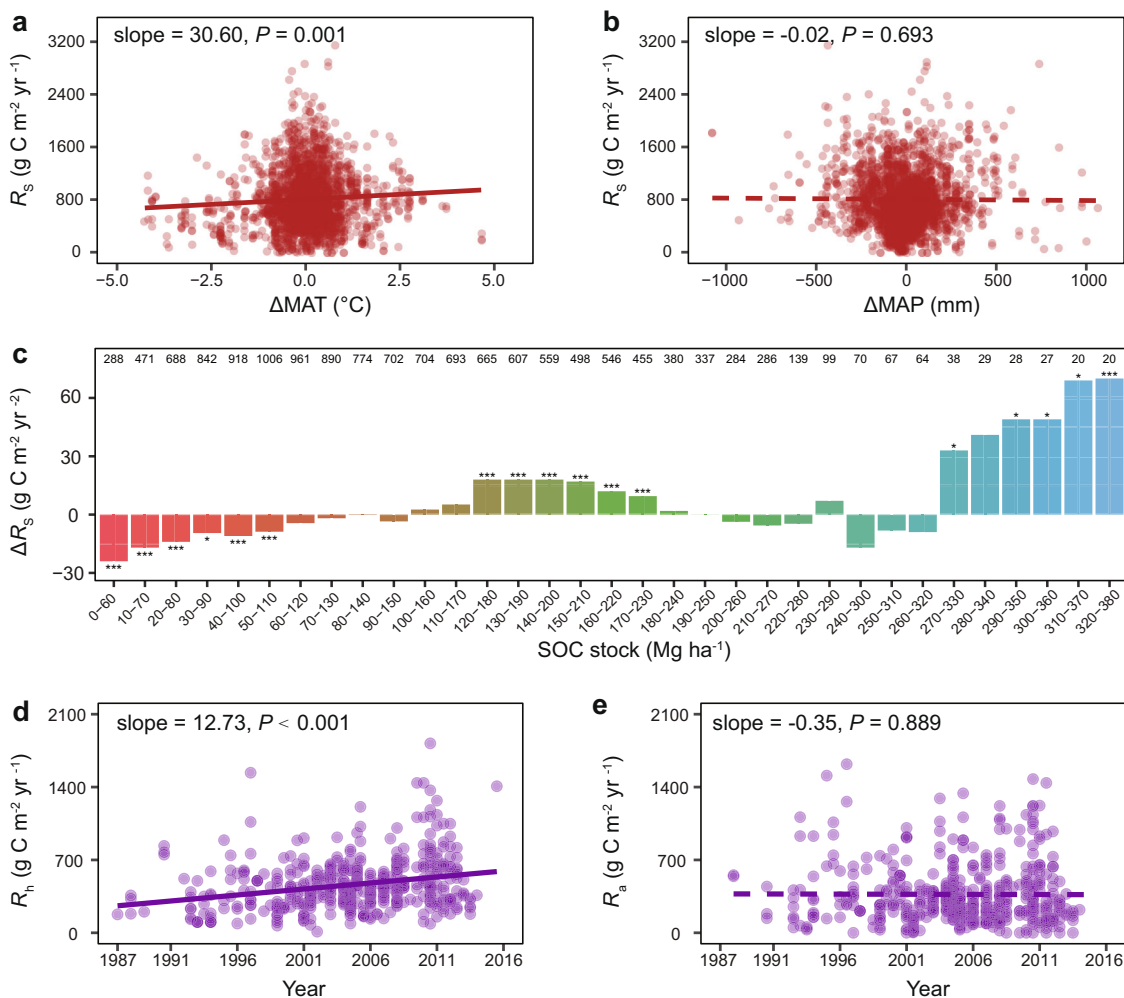 a
slope = 30.60, P = 0.001
3200
2400
1600
800
0
Rs (g C m⁻² yr⁻¹)
−5.0 −2.5 0.0 2.5 5.0
ΔMAT (°C)
b
slope = -0.02, P = 0.693
3200
2400
1600
800
0
Rs (g C m⁻² yr⁻¹)
−1000 −500 0 500 1000
ΔMAP (mm)
c
288 471 688 842 918 1006 961 890 774 702 704 693 665 607 559 498 546 455 380 337 284 286 139 99 70 67 64 38 29 28 27 20 20
60
30
0
−30
ΔRs (g C m⁻² yr⁻²)
*** *** *** * *** *** *** *** *** *** *** *** * * * * ***
0−60 10−70 20−80 30−90 40−100 50−110 60−120 70−130 80−140 90−150 100−160 110−170 120−180 130−190 140−200 150−210 160−220 170−230 180−240 190−250 200−260 210−270 220−280 230−290 240−300 250−310 260−320 270−330 280−340 290−350 300−360 310−370 320−380
SOC stock (Mg ha⁻¹)
d
slope = 12.73, P < 0.001
2100
1400
700
0
Rh (g C m⁻² yr⁻¹)
1987 1991 1996 2001 2006 2011 2016
Year
e
slope = -0.35, P = 0.889
2100
1400
700
0
Ra (g C m⁻² yr⁻¹)
1987 1991 1996 2001 2006 2011 2016
Year